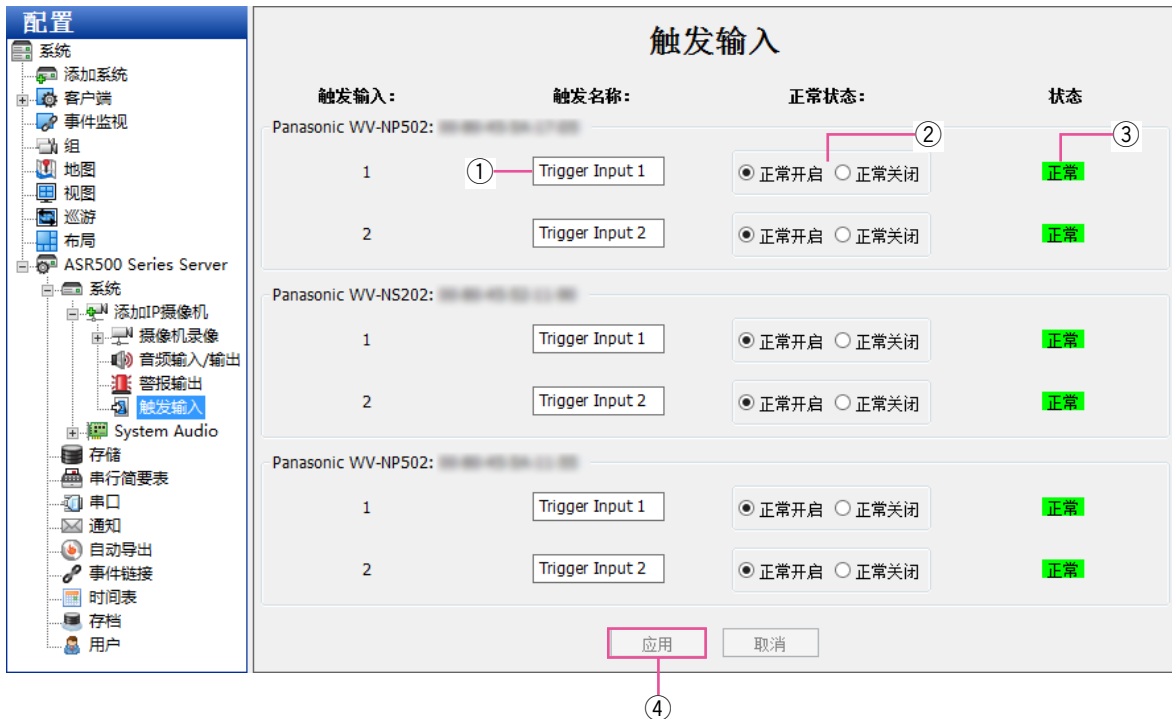 配置
系统
添加系统
客户端
事件监视
组
地图
视图
巡游
布局
ASR500 Series Server
系统
添加IP摄像机
摄像机录像
音频输入/输出
警报输出
触发输入
System Audio
存储
串行简要表
串口
通知
自动导出
事件链接
时间表
存档
用户
触发输入
触发输入： 触发名称： 正常状态： 状态
Panasonic WV-NP502:
② ③
1 ① Trigger Input 1 正常开启 正常关闭 正常
2 Trigger Input 2 正常开启 正常关闭 正常
Panasonic WV-NS202:
1 Trigger Input 1 正常开启 正常关闭 正常
2 Trigger Input 2 正常开启 正常关闭 正常
Panasonic WV-NP502:
1 Trigger Input 1 正常开启 正常关闭 正常
2 Trigger Input 2 正常开启 正常关闭 正常
应用 取消
④